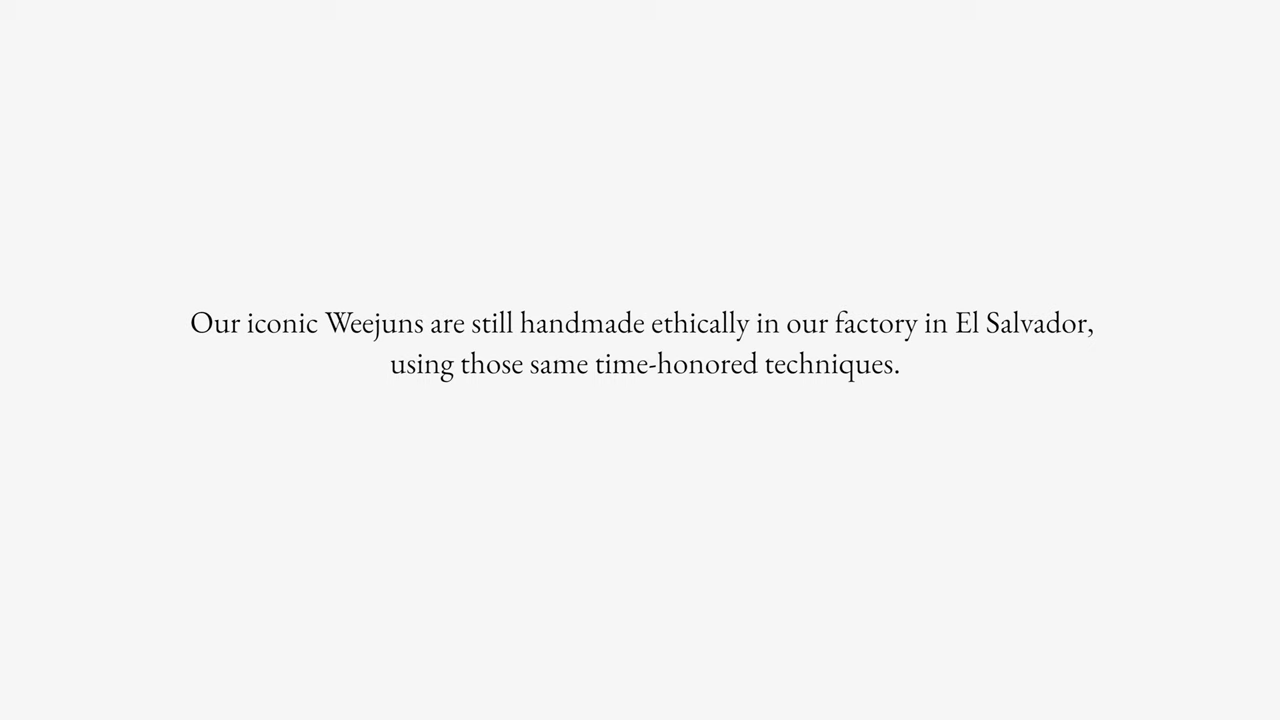 Our iconic Weejuns are still handmade ethically in our factory in El Salvador,
using those same time-honored techniques.